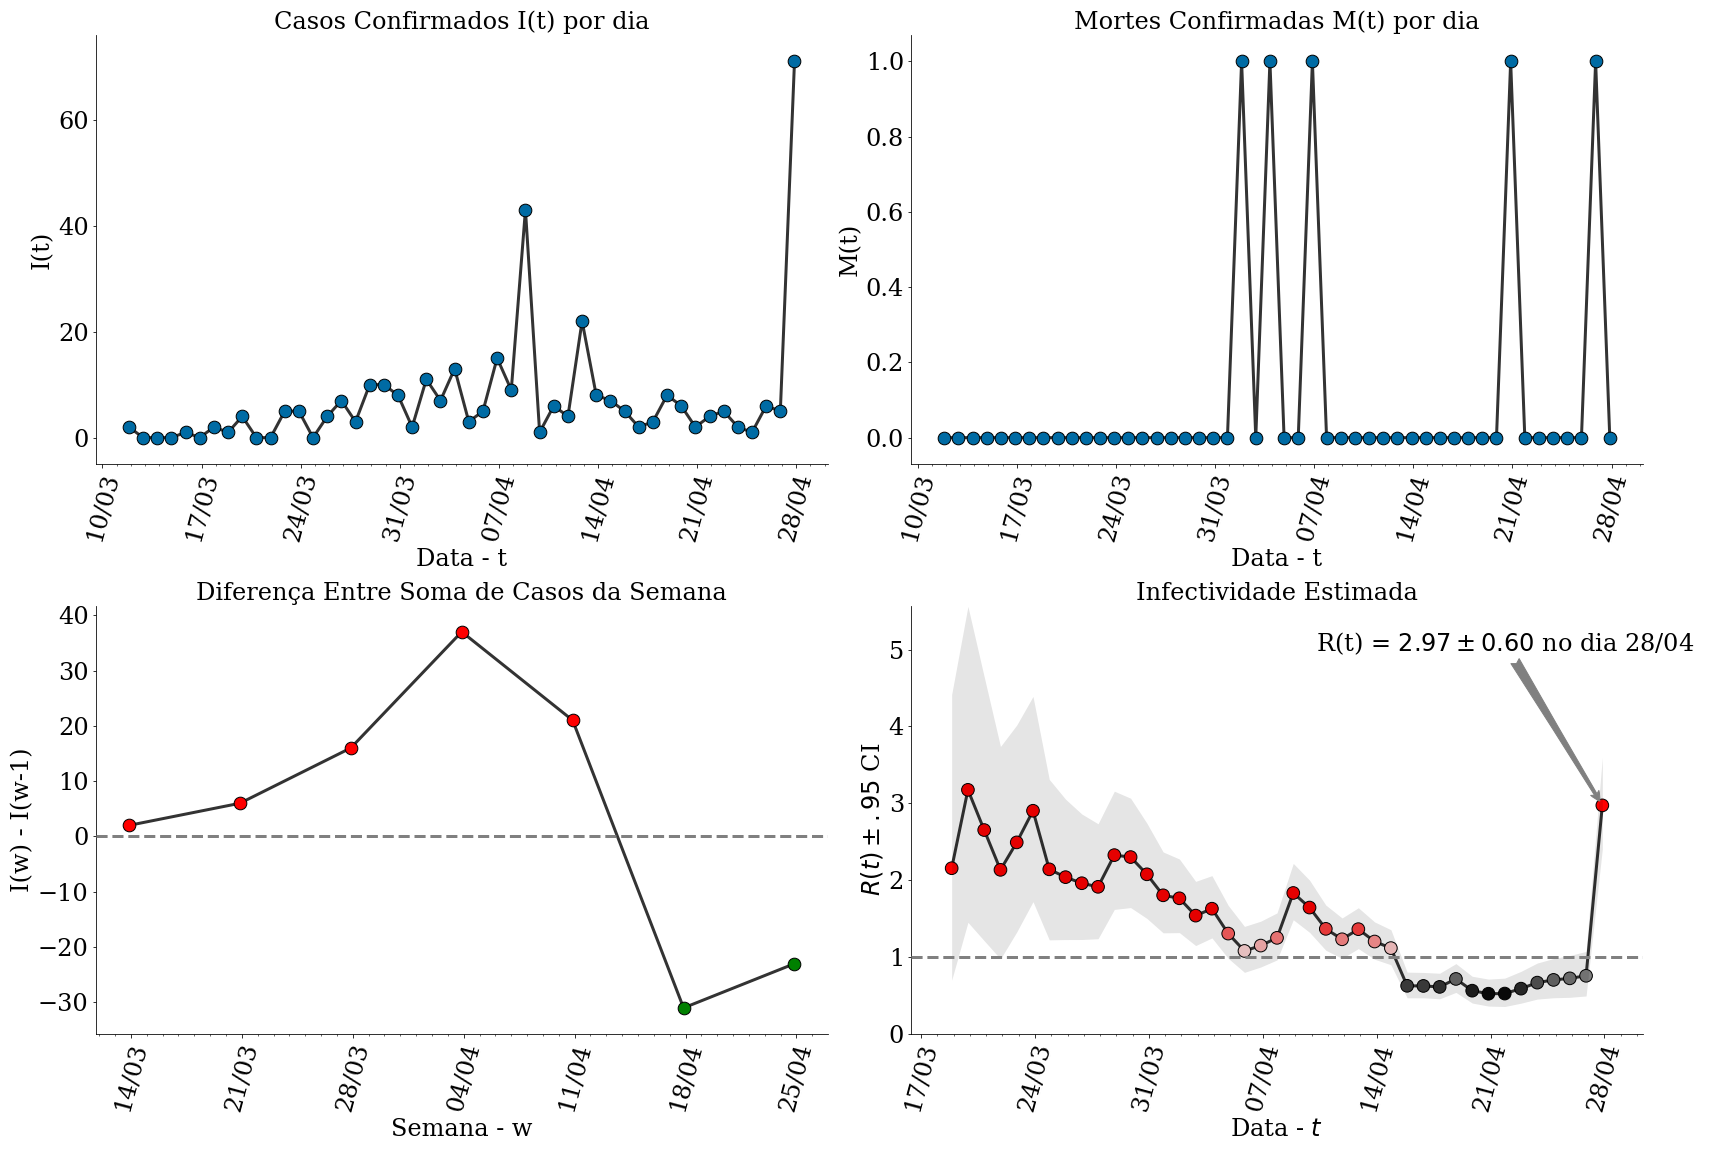 Casos Confirmados I(t) por dia
I(t)
60
40
20
0
10/03 17/03 24/03 31/03 07/04 14/04 21/04 28/04
Data - t
Mortes Confirmadas M(t) por dia
M(t)
1.0
0.8
0.6
0.4
0.2
0.0
10/03 17/03 24/03 31/03 07/04 14/04 21/04 28/04
Data - t
Diferença Entre Soma de Casos da Semana
I(w) - I(w-1)
40
30
20
10
0
−10
−20
−30
14/03 21/03 28/03 04/04 11/04 18/04 25/04
Semana - w
Infectividade Estimada
R(t) = 2.97 ± 0.60 no dia 28/04
R(t) ± .95 CI
5
4
3
2
1
0
17/03 24/03 31/03 07/04 14/04 21/04 28/04
Data - t